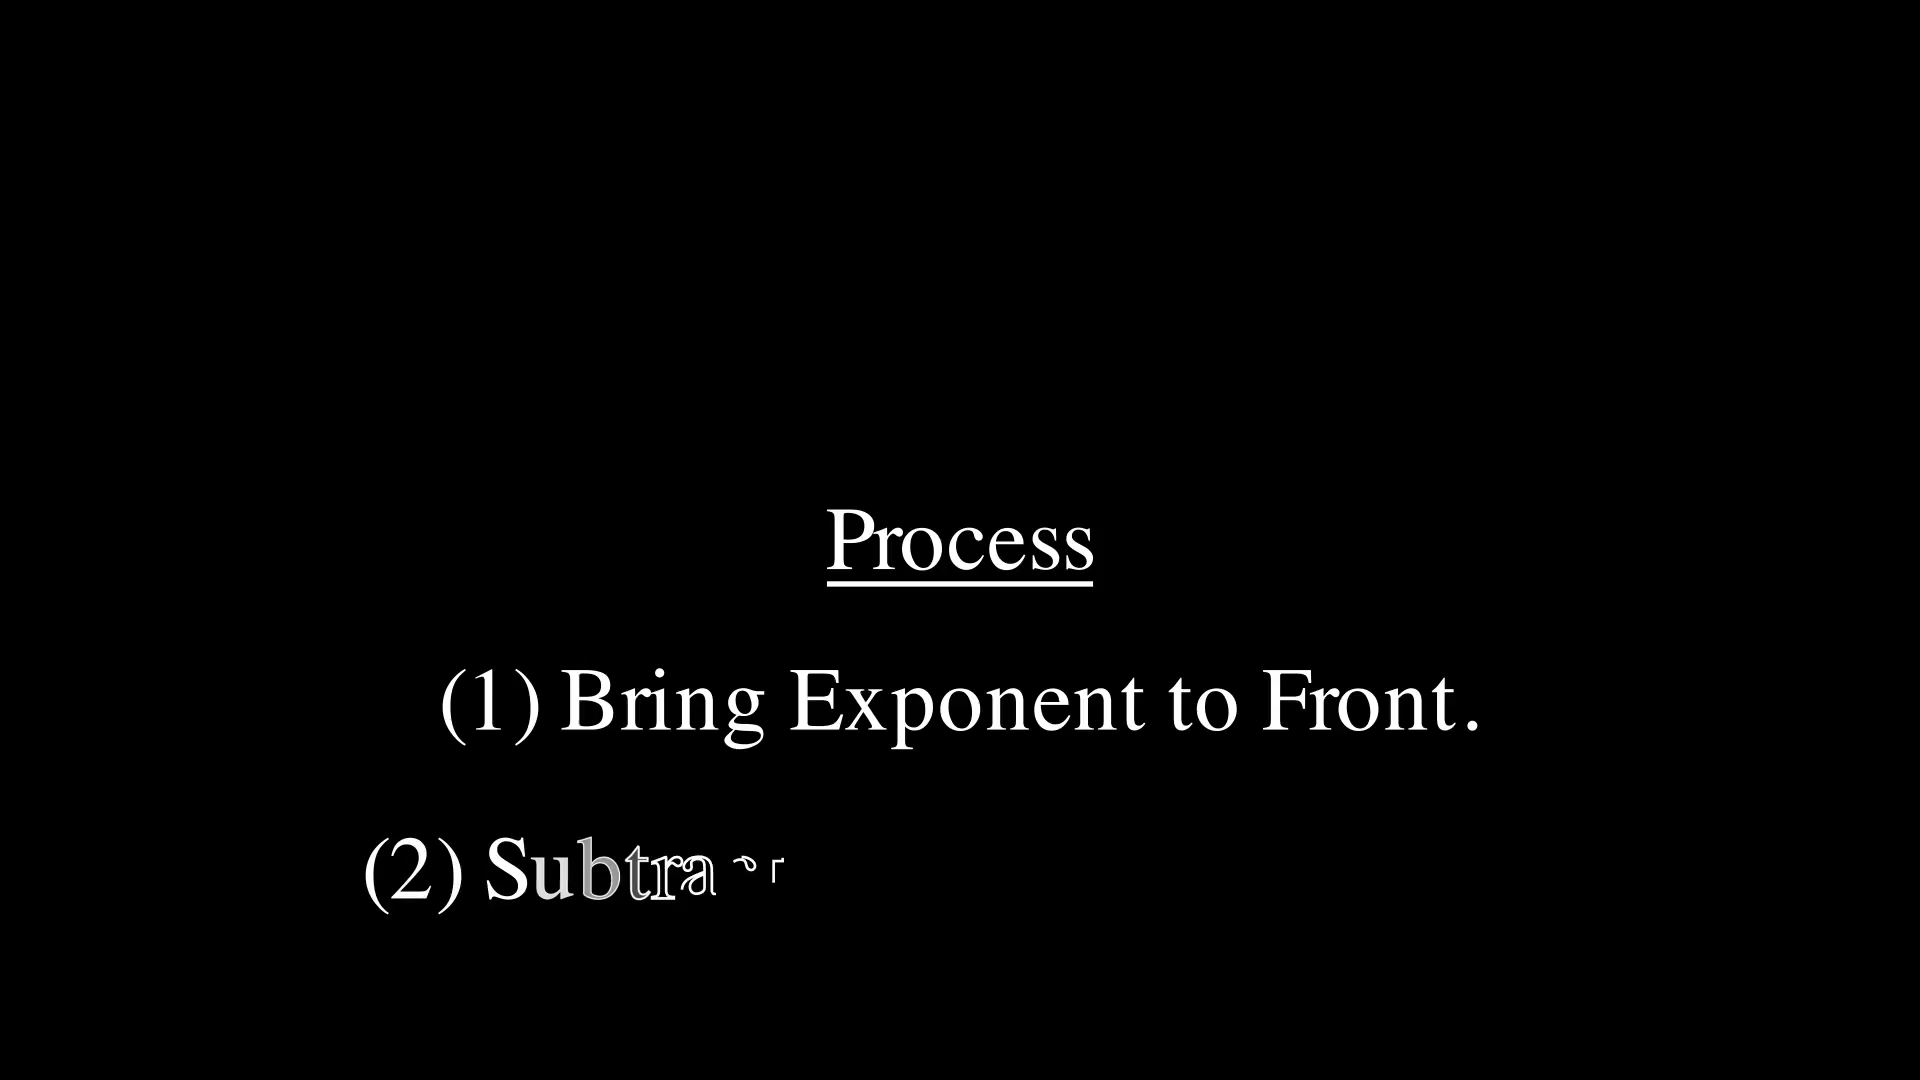 Process
(1) Bring Exponent to Front.
(2) Subtra